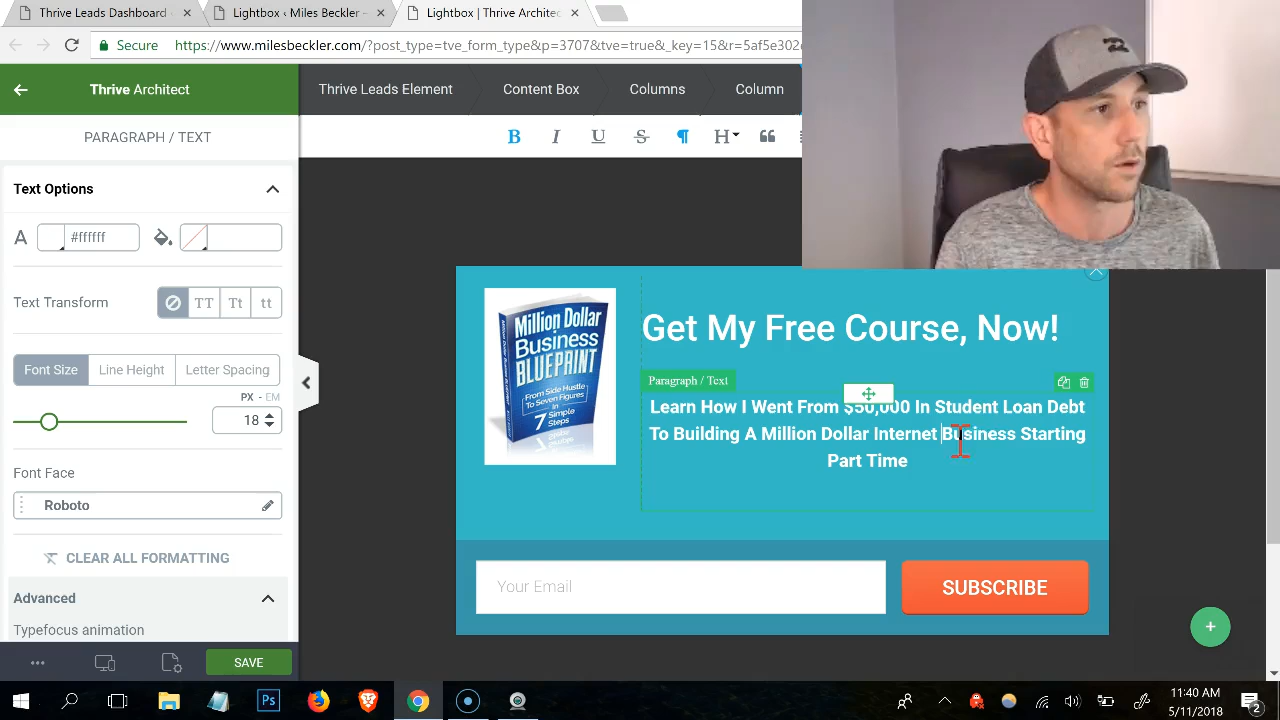 Thrive Leads Dashboard
Lightbox ‹ Miles Beckler
Lightbox | Thrive Architec
Secure
https://www.milesbeckler.com/?post_type=tve_form_type&p=3707&tve=true&_key=15&r=5af5e302
Thrive Architect
Thrive Leads Element
Content Box
Columns
Column
PARAGRAPH / TEXT
B I U S ¶ H
Text Options
A
#ffffff
Text Transform
TT
Tt
tt
Font Size
Line Height
Letter Spacing
PX - EM
18
Font Face
Roboto
CLEAR ALL FORMATTING
Advanced
Typefocus animation
SAVE
Million Dollar
Business
BLUEPRINT
From Side Hustle
To Seven Figures
In
7 Simple
Steps
Get My Free Course, Now!
Paragraph / Text
Learn How I Went From $50,000 In Student Loan Debt
To Building A Million Dollar Internet Business Starting
Part Time
Your Email
SUBSCRIBE
Ps
11:40 AM
5/11/2018
2